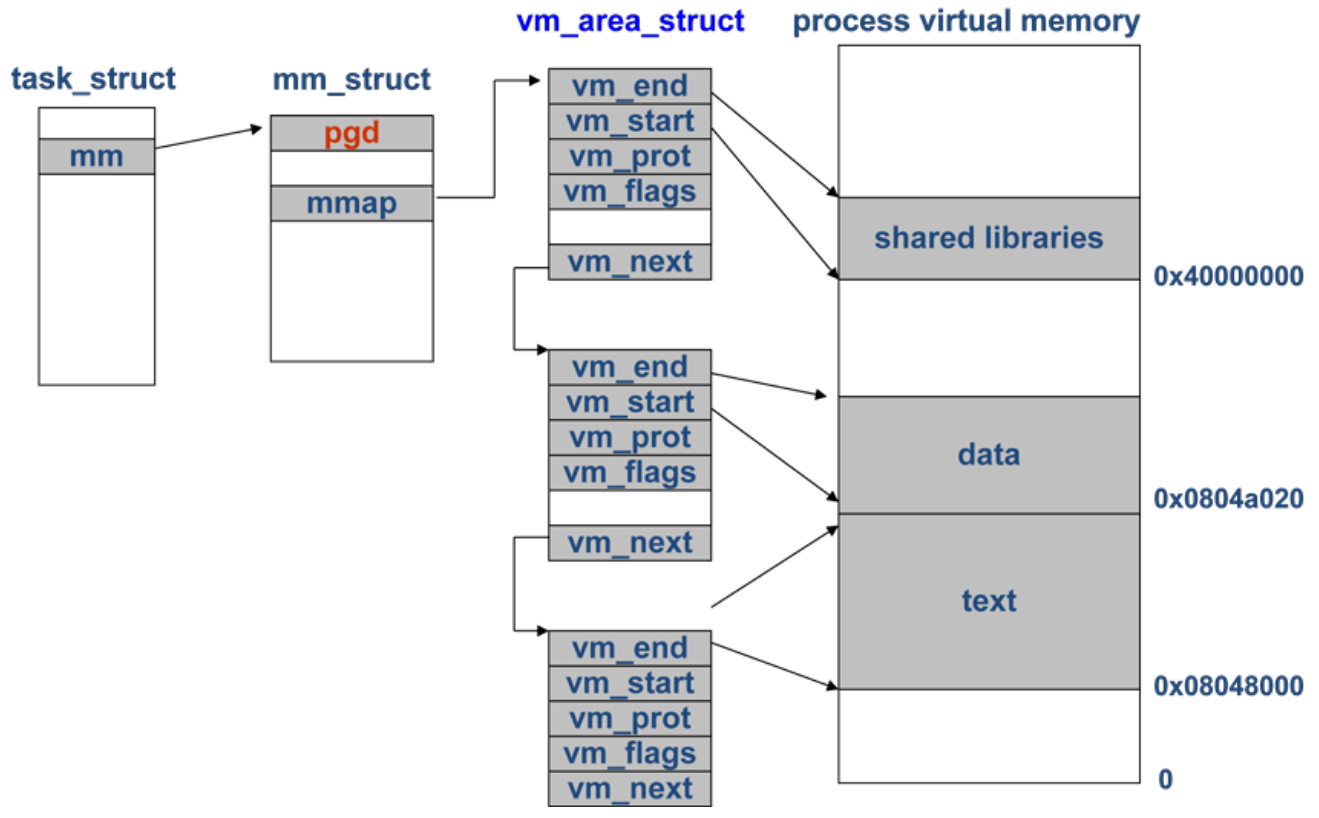 vm_area_struct
process virtual memory
task_struct
mm_struct
mm
pgd
mmap
vm_end
vm_start
vm_prot
vm_flags
vm_next
vm_end
vm_start
vm_prot
vm_flags
vm_next
vm_end
vm_start
vm_prot
vm_flags
vm_next
shared libraries
0x40000000
data
0x0804a020
text
0x08048000
0